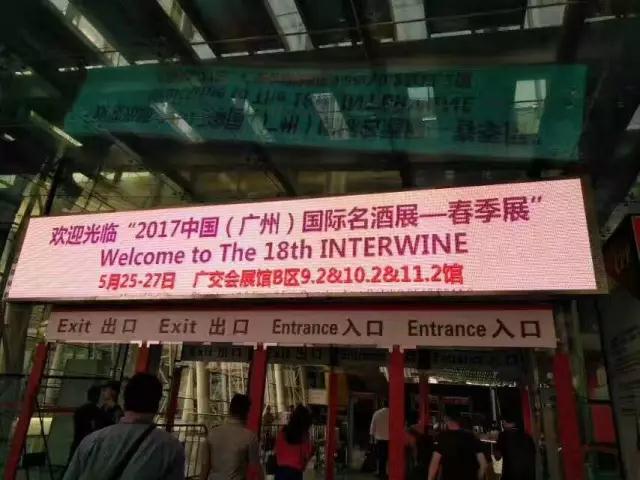 欢迎光临“2017中国（广州）国际名酒展—春季展”
Welcome to The 18th INTERWINE
5月25-27日 广交会展馆B区9.2&10.2&11.2馆
Exit 出口 Exit 出口 Entrance 入口 Entrance 入口